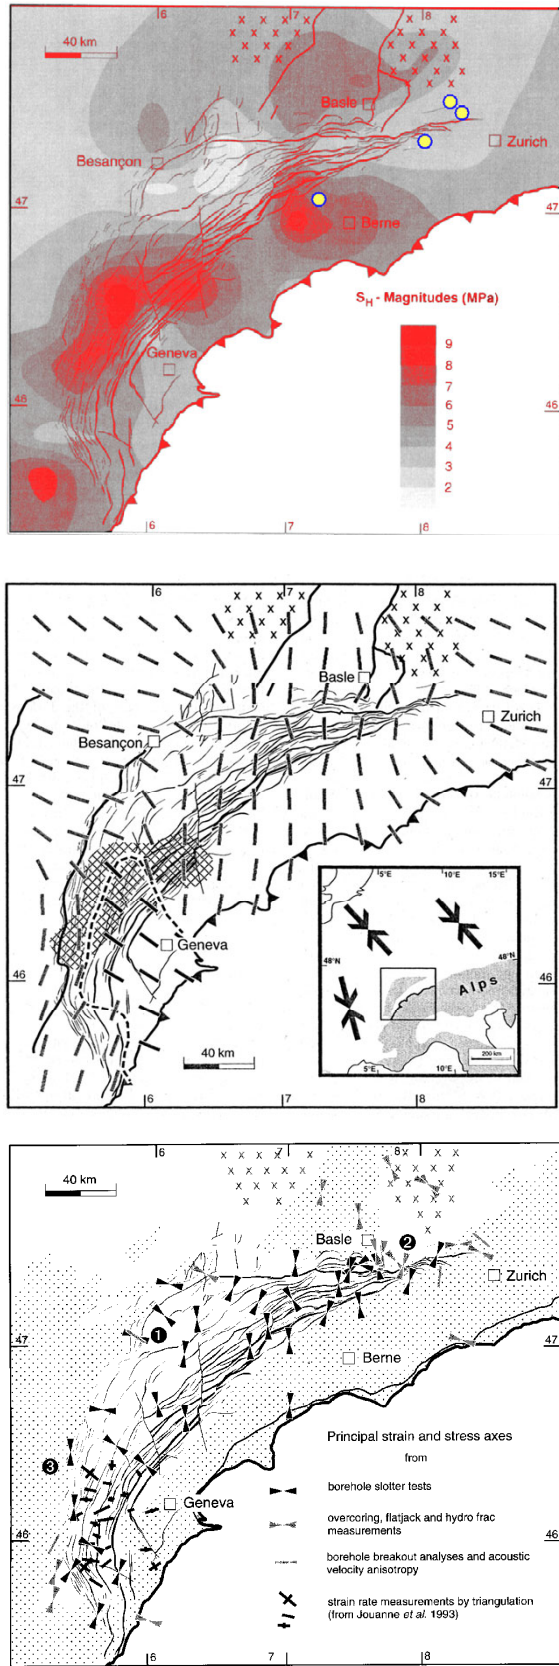 6
7
8
40 km
Basle
Zurich
Besançon
47
47
Berne
S_H - Magnitudes (MPa)
Geneva
9
8
7
6
5
4
3
2
46
46
6
7
8
6
7
8
Basle
Zurich
Besançon
47
47
5°E
10°E
15°E
48°N
48°N
Alps
200 km
5°E
10°E
Geneva
46
46
40 km
6
7
8
6
7
8
40 km
Basle
2
Zurich
1
47
47
Berne
Principal strain and stress axes
from
3
borehole slotter tests
Geneva
overcoring, flatjack and hydro frac
measurements
46
46
borehole breakout analyses and acoustic
velocity anisotropy
strain rate measurements by triangulation
(from Jouanne et al. 1993)
6
7
8